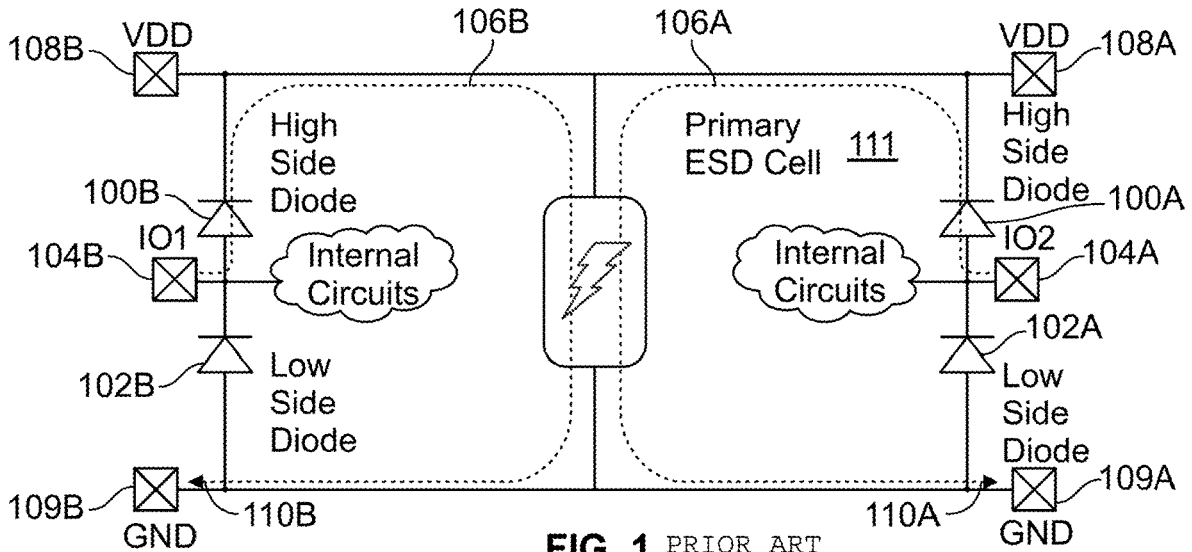 106B
106A
VDD
108B
VDD
108A
High
Side
Diode
Primary
ESD Cell
111
High
Side
Diode
100B
100A
IO1
104B
Internal
Circuits
Internal
Circuits
IO2
104A
102A
102B
Low
Side
Diode
Low
Side
Diode
109B
GND
110B
110A
109A
GND
FIG. 1 PRIOR ART